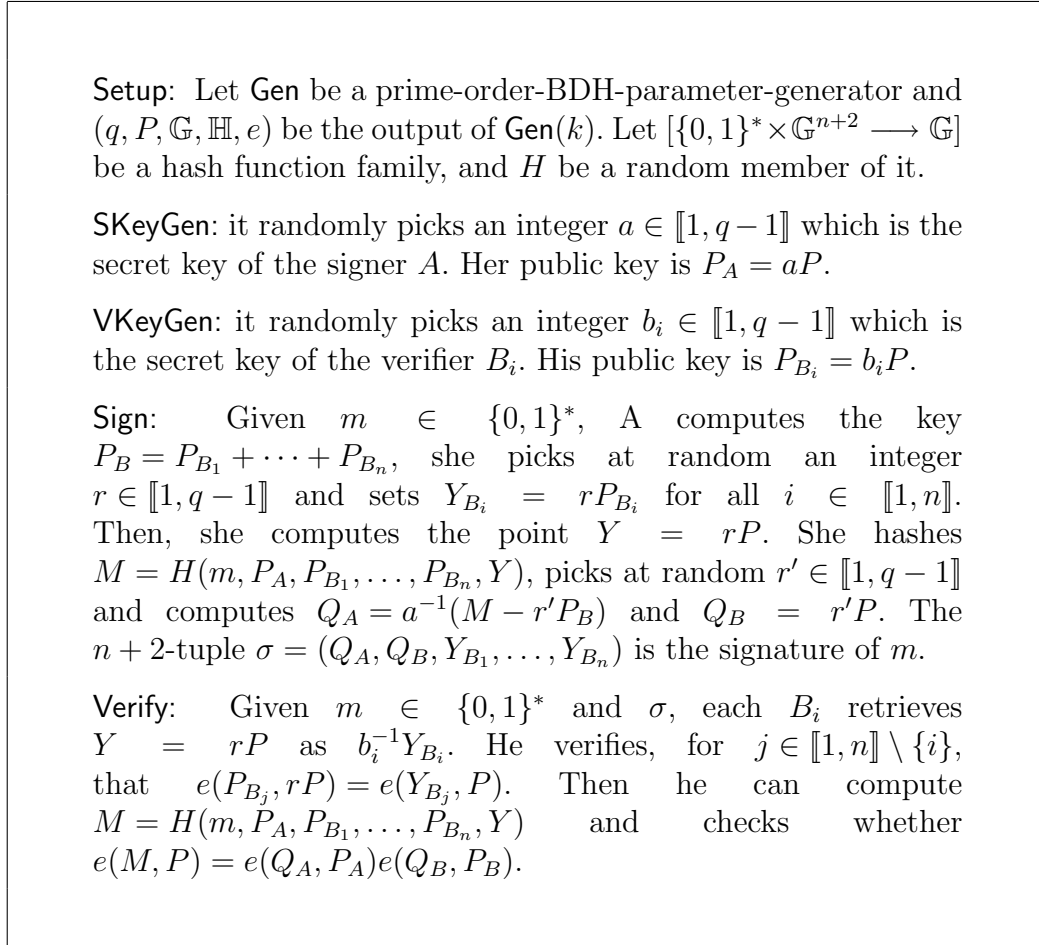 Setup: Let Gen be a prime-order-BDH-parameter-generator and
(q, P, 𝔾, ℍ, e) be the output of Gen(k). Let [{0, 1}* × 𝔾ⁿ⁺² ⟶ 𝔾]
be a hash function family, and H be a random member of it.
SKeyGen: it randomly picks an integer a ∈ ⟦1, q − 1⟧ which is the
secret key of the signer A. Her public key is P_A = aP.
VKeyGen: it randomly picks an integer b_i ∈ ⟦1, q − 1⟧ which is
the secret key of the verifier B_i. His public key is P_{B_i} = b_iP.
Sign: Given m ∈ {0, 1}*, A computes the key
P_B = P_{B_1} + ··· + P_{B_n}, she picks at random an integer
r ∈ ⟦1, q − 1⟧ and sets Y_{B_i} = rP_{B_i} for all i ∈ ⟦1, n⟧.
Then, she computes the point Y = rP. She hashes
M = H(m, P_A, P_{B_1}, . . . , P_{B_n}, Y), picks at random r′ ∈ ⟦1, q − 1⟧
and computes Q_A = a⁻¹(M − r′P_B) and Q_B = r′P. The
n + 2-tuple σ = (Q_A, Q_B, Y_{B_1}, . . . , Y_{B_n}) is the signature of m.
Verify: Given m ∈ {0, 1}* and σ, each B_i retrieves
Y = rP as b_i⁻¹Y_{B_i}. He verifies, for j ∈ ⟦1, n⟧ \ {i},
that e(P_{B_j}, rP) = e(Y_{B_j}, P). Then he can compute
M = H(m, P_A, P_{B_1}, . . . , P_{B_n}, Y) and checks whether
e(M, P) = e(Q_A, P_A)e(Q_B, P_B).